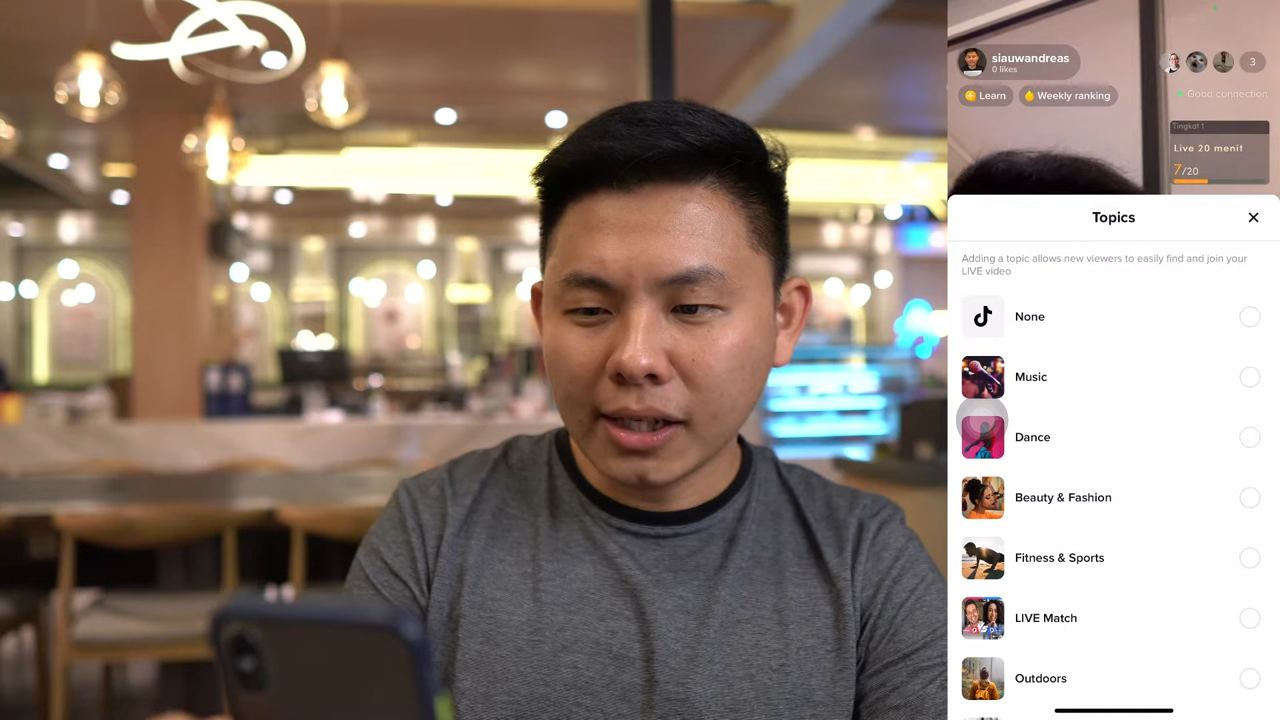 siauwandreas
0 likes
3
Learn
Weekly ranking
Good connection
Tingkat 1
Live 20 menit
7/20
Topics
Adding a topic allows new viewers to easily find and join your
LIVE video
None
Music
Dance
Beauty & Fashion
Fitness & Sports
LIVE Match
Outdoors